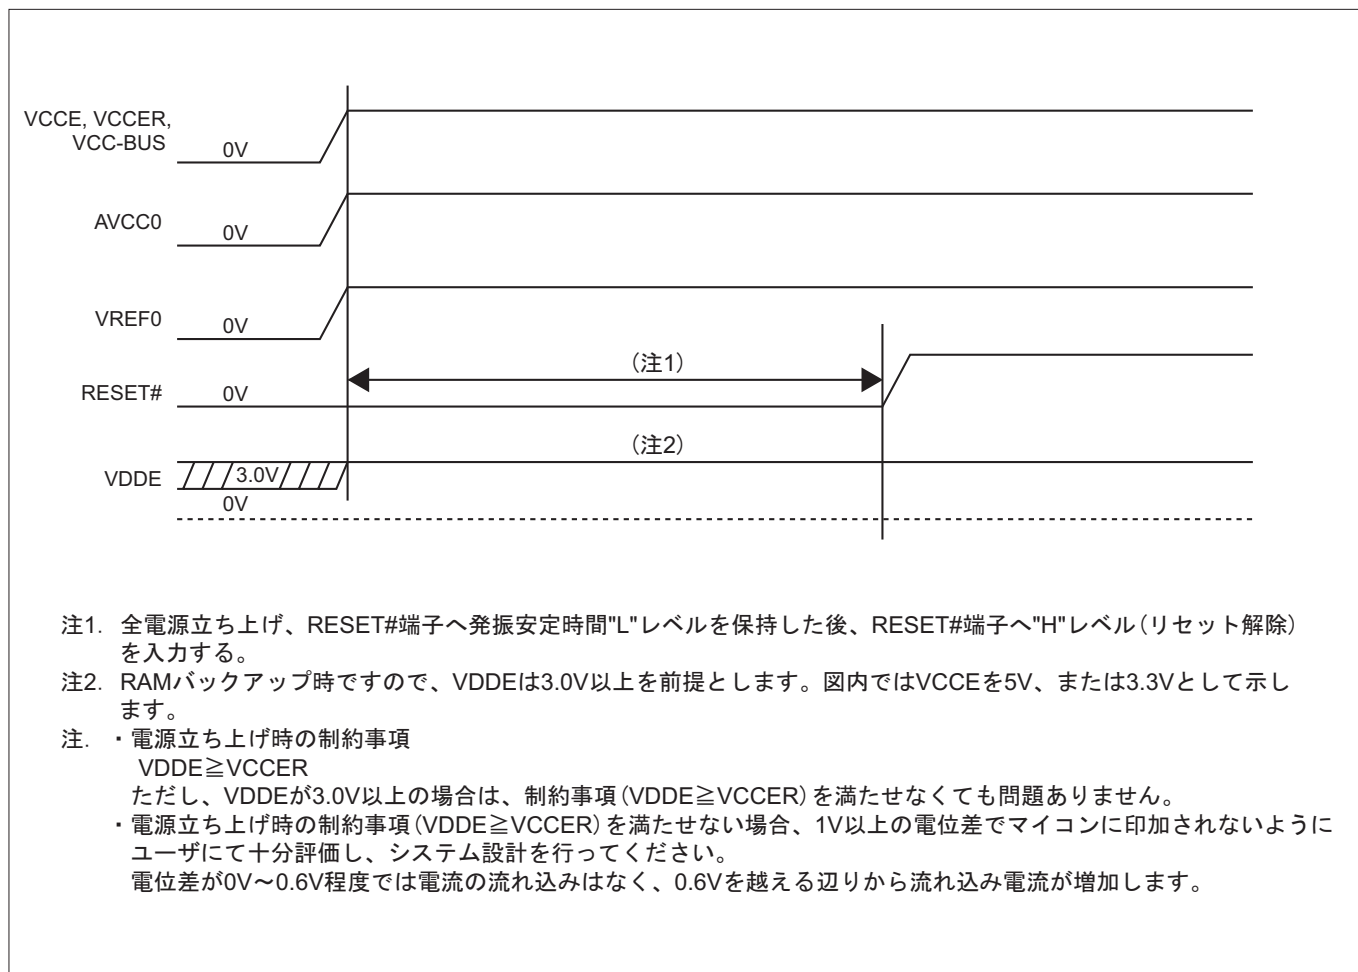 VCCE, VCCER,
VCC-BUS
0V
AVCC0
0V
VREF0
0V
(注1)
RESET#
0V
(注2)
VDDE
3.0V
0V
注1. 全電源立ち上げ、RESET#端子へ発振安定時間"L"レベルを保持した後、RESET#端子へ"H"レベル(リセット解除)
を入力する。
注2. RAMバックアップ時ですので、VDDEは3.0V以上を前提とします。図内ではVCCEを5V、または3.3Vとして示し
ます。
注. ・電源立ち上げ時の制約事項
VDDE≧VCCER
ただし、VDDEが3.0V以上の場合は、制約事項(VDDE≧VCCER)を満たせなくても問題ありません。
・電源立ち上げ時の制約事項(VDDE≧VCCER)を満たせない場合、1V以上の電位差でマイコンに印加されないように
ユーザにて十分評価し、システム設計を行ってください。
電位差が0V～0.6V程度では電流の流れ込みはなく、0.6Vを越える辺りから流れ込み電流が増加します。